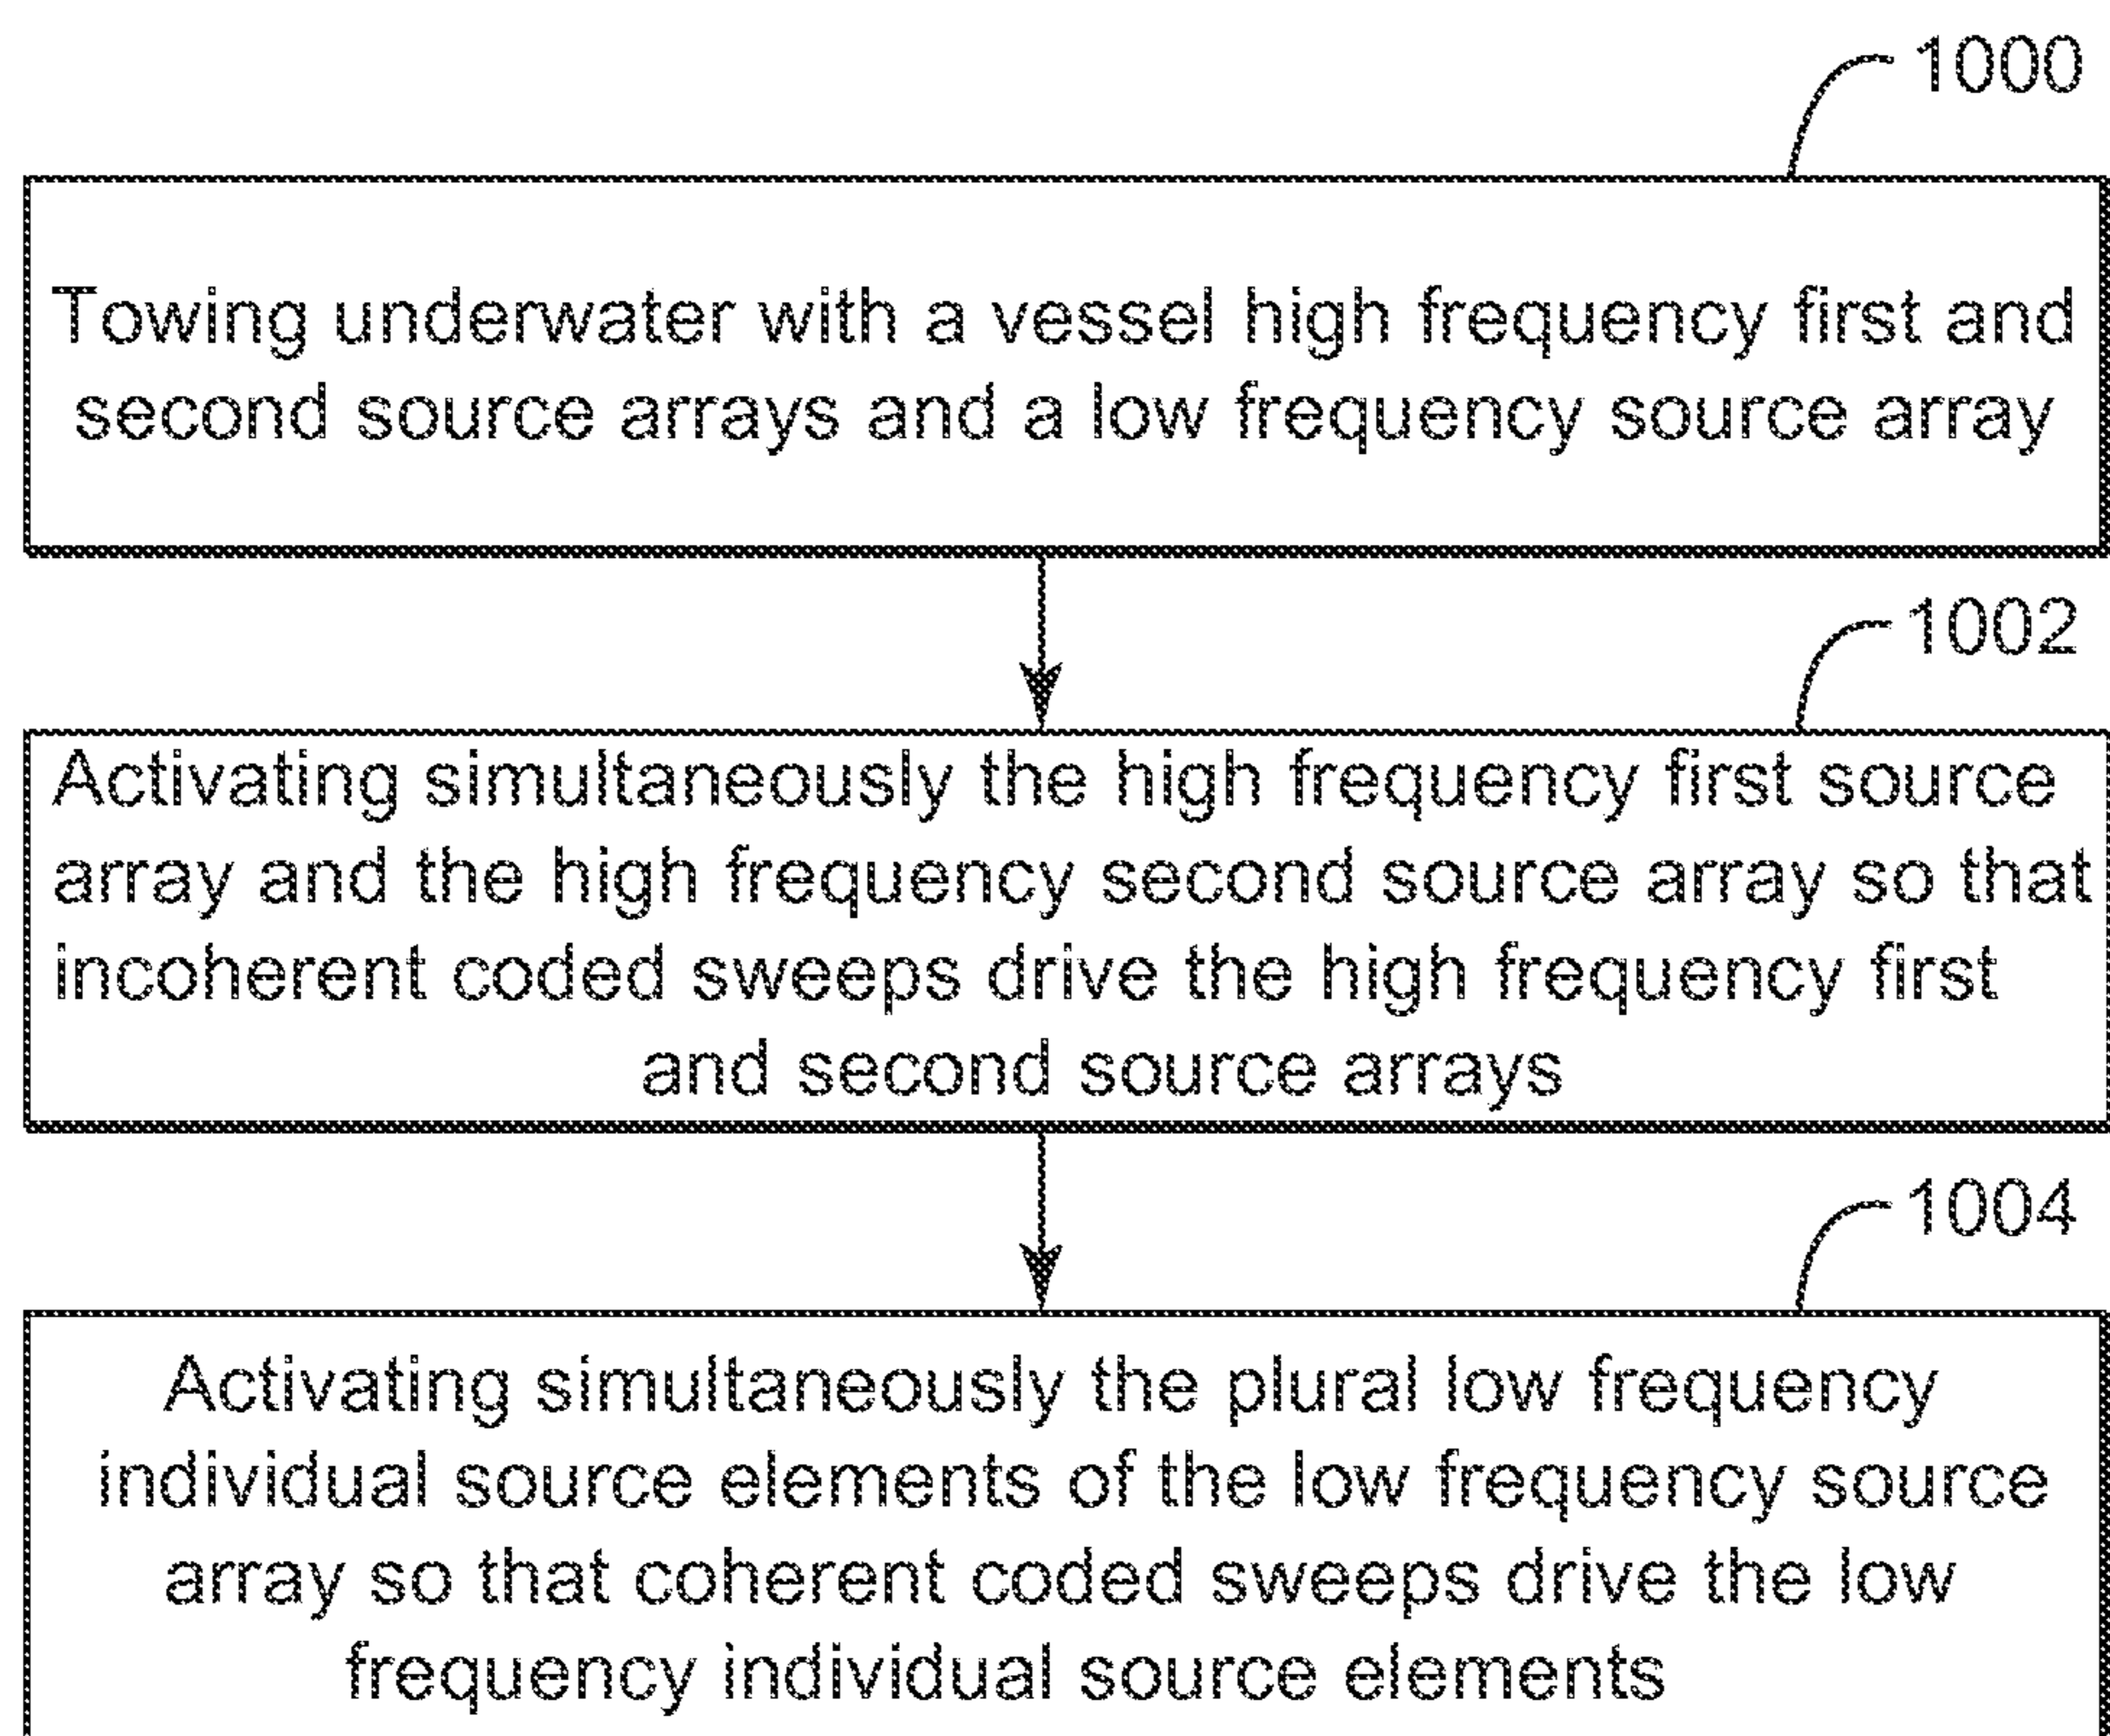 1000
Towing underwater with a vessel high frequency first and
second source arrays and a low frequency source array
1002
Activating simultaneously the high frequency first source
array and the high frequency second source array so that
incoherent coded sweeps drive the high frequency first
and second source arrays
1004
Activating simultaneously the plural low frequency
individual source elements of the low frequency source
array so that coherent coded sweeps drive the low
frequency individual source elements